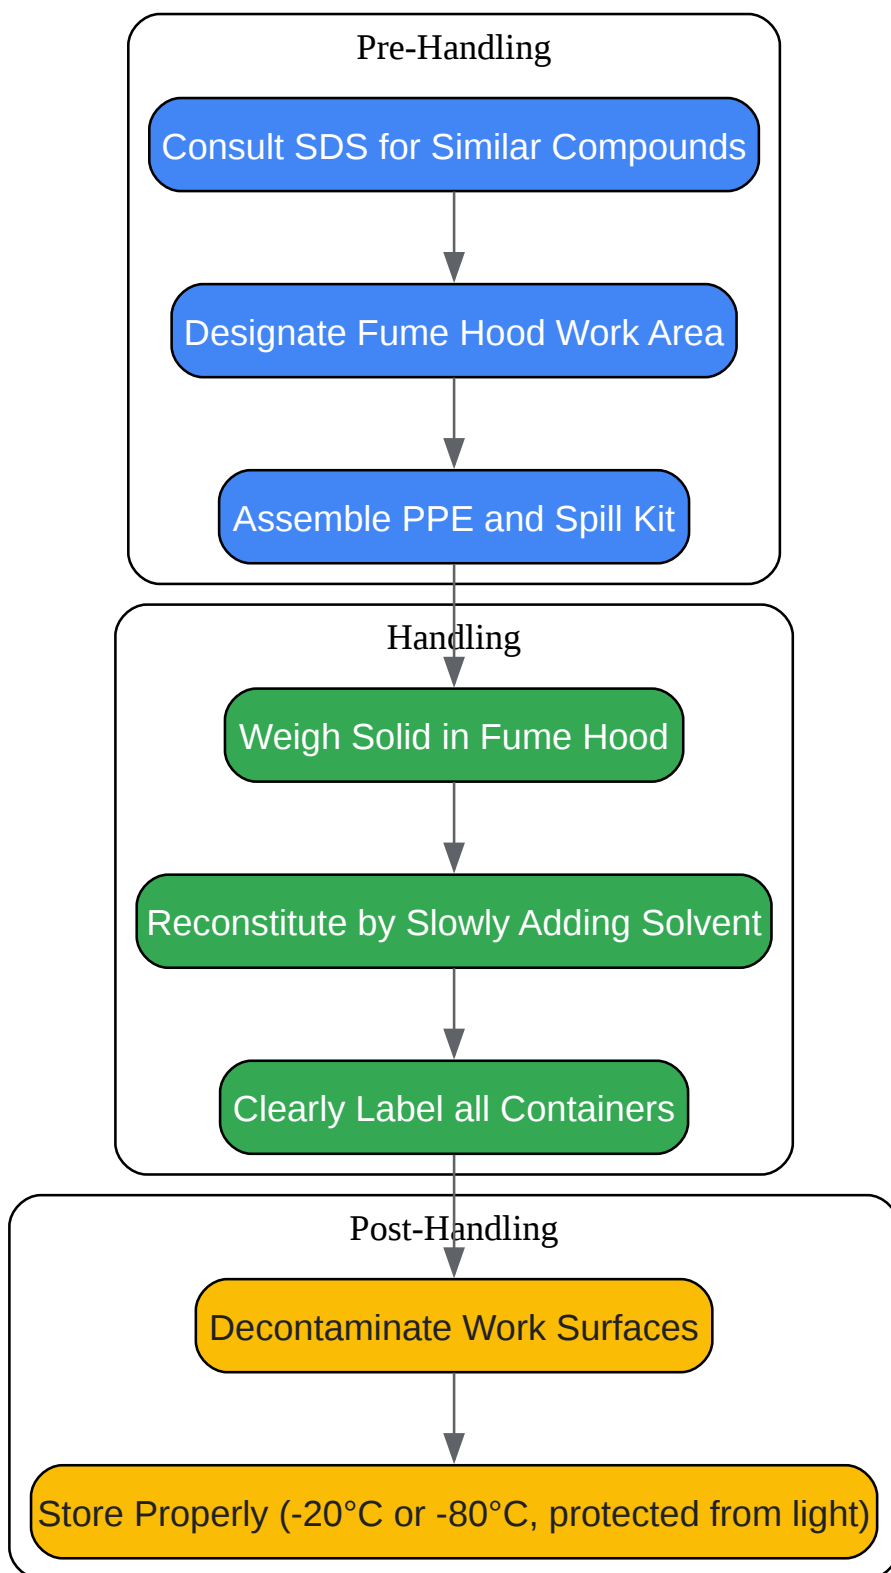 Pre-Handling
Consult SDS for Similar Compounds
Designate Fume Hood Work Area
Assemble PPE and Spill Kit
Handling
Weigh Solid in Fume Hood
Reconstitute by Slowly Adding Solvent
Clearly Label all Containers
Post-Handling
Decontaminate Work Surfaces
Store Properly (-20°C or -80°C, protected from light)